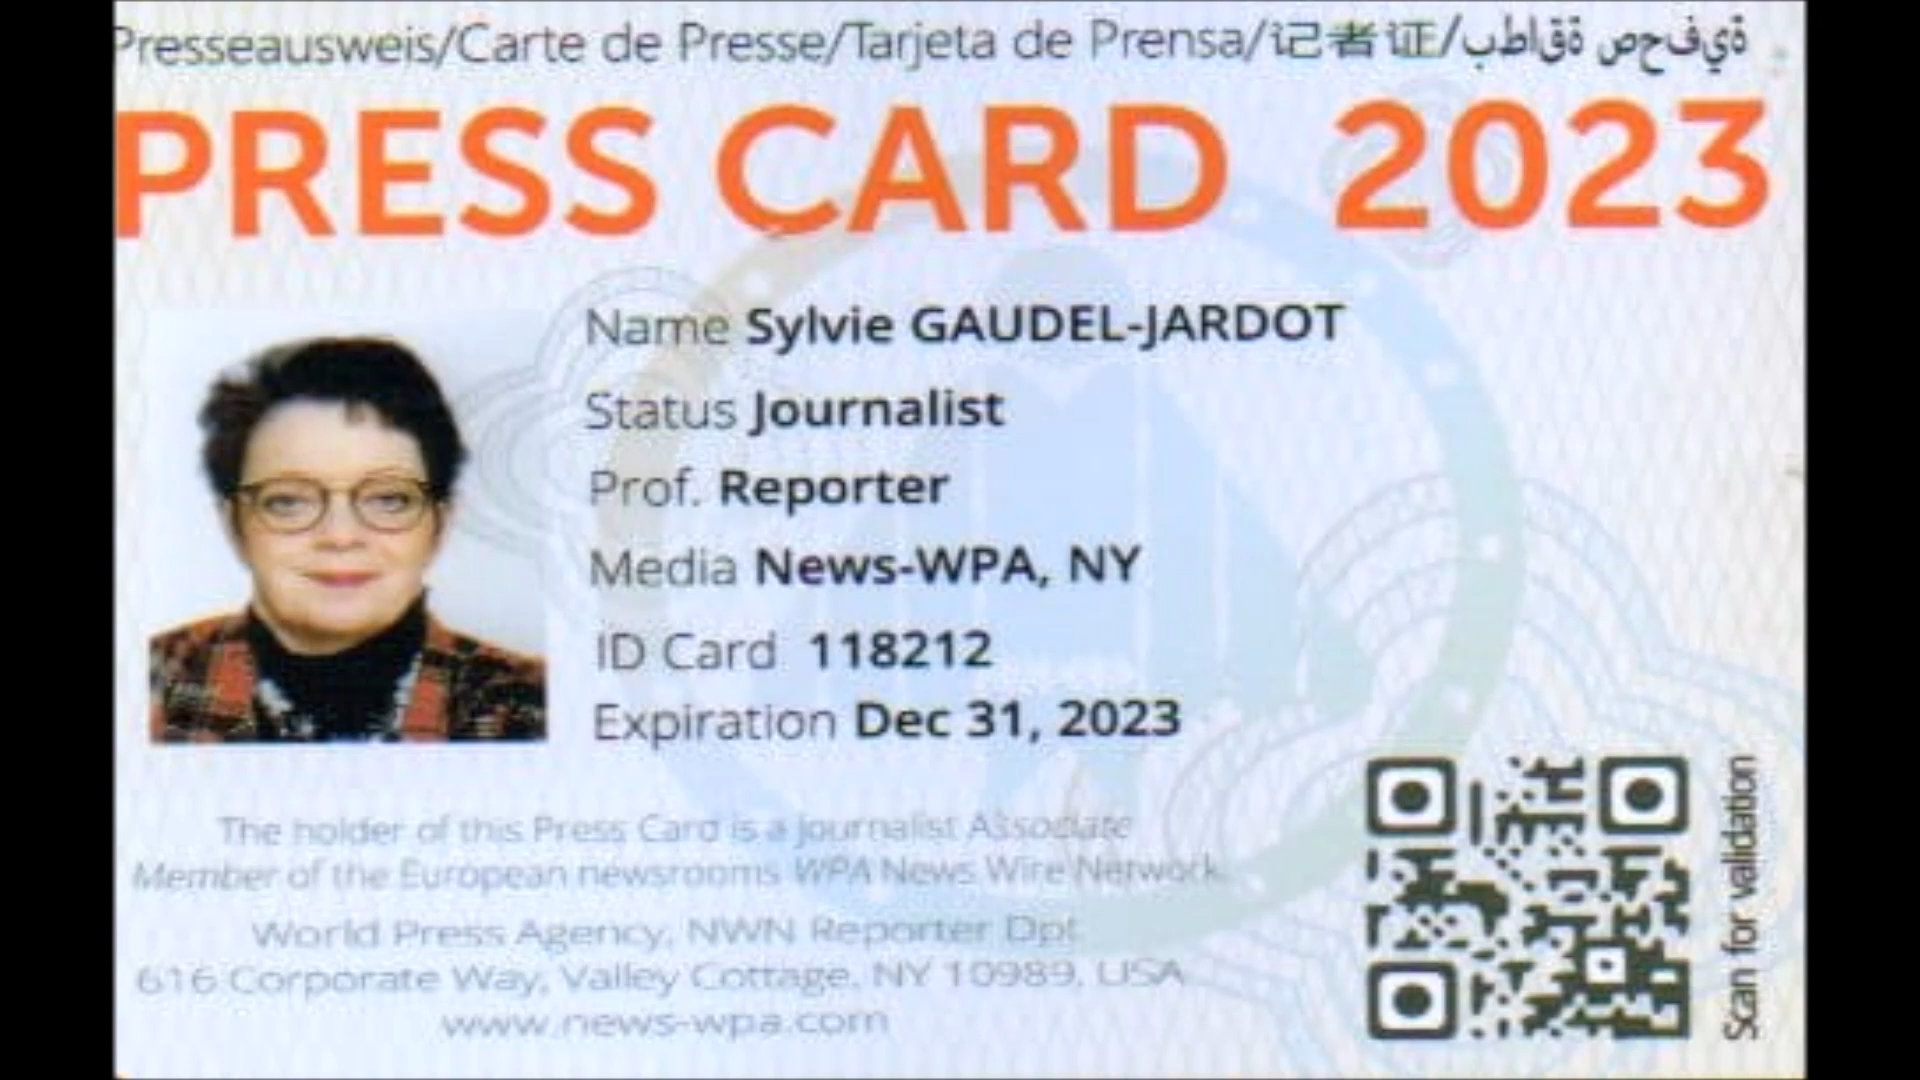 Presseausweis/Carte de Presse/Tarjeta de Prensa/记者证/ةيفحص ةقاطب
PRESS CARD 2023
Name Sylvie GAUDEL-JARDOT
Status Journalist
Prof. Reporter
Media News-WPA, NY
ID Card 118212
Expiration Dec 31, 2023
The holder of this Press Card is a Journalist Associate
Member of the European newsrooms WPA News Wire Network.
World Press Agency, NWN Reporter Dpt.
616 Corporate Way, Valley Cottage, NY 10989, USA
www.news-wpa.com
Scan for validation